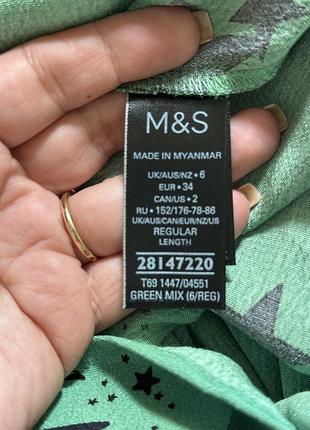 M&S
MADE IN MYANMAR
UK/AUS/NZ • 6
EUR • 34
CAN/US • 2
RU • 152/176-78-86
UK/AUS/CAN/EUR/NZ/US
REGULAR
LENGTH
28147220
T69 1447/04551
GREEN MIX (6/REG)